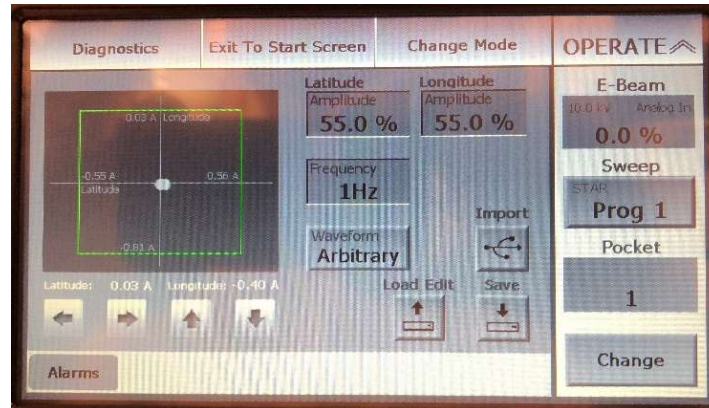 Diagnostics
Exit To Start Screen
Change Mode
OPERATE
Latitude
Longitude
Amplitude
55.0 %
Amplitude
55.0 %
0.03 A Longitude
-0.55 A
Latitude
0.56 A
-0.81 A
Frequency
1Hz
Waveform
Arbitrary
Import
Load Edit
Save
Latitude: 0.03 A Longitude: -0.40 A
Alarms
E-Beam
10.0 kV Analog In
0.0 %
Sweep
STAR
Prog 1
Pocket
1
Change